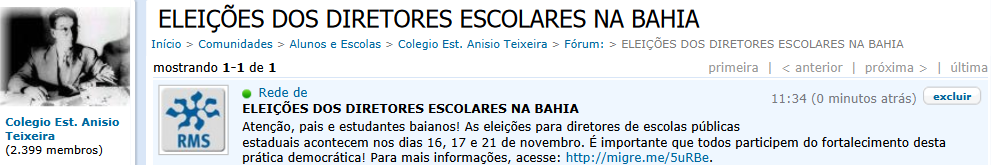 ELEIÇÕES DOS DIRETORES ESCOLARES NA BAHIA
Início > Comunidades > Alunos e Escolas > Colegio Est. Anisio Teixeira > Fórum: > ELEIÇÕES DOS DIRETORES ESCOLARES NA BAHIA
mostrando 1-1 de 1
primeira | < anterior | próxima > | última
Colegio Est. Anisio
Teixeira
(2.399 membros)
RMS
Rede de
11:34 (0 minutos atrás) excluir
ELEIÇÕES DOS DIRETORES ESCOLARES NA BAHIA
Atenção, pais e estudantes baianos! As eleições para diretores de escolas públicas
estaduais acontecem nos dias 16, 17 e 21 de novembro. É importante que todos participem do fortalecimento desta
prática democrática! Para mais informações, acesse: http://migre.me/5uRBe.